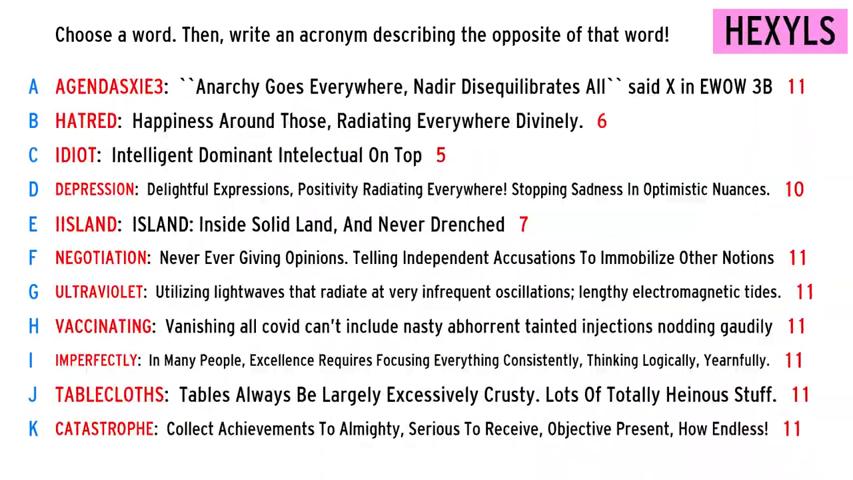 Choose a word. Then, write an acronym describing the opposite of that word!
HEXYLS
A AGENDASXIE3: ``Anarchy Goes Everywhere, Nadir Disequilibrates All`` said X in EWOW 3B 11
B HATRED: Happiness Around Those, Radiating Everywhere Divinely. 6
C IDIOT: Intelligent Dominant Intelectual On Top 5
D DEPRESSION: Delightful Expressions, Positivity Radiating Everywhere! Stopping Sadness In Optimistic Nuances. 10
E IISLAND: ISLAND: Inside Solid Land, And Never Drenched 7
F NEGOTIATION: Never Ever Giving Opinions. Telling Independent Accusations To Immobilize Other Notions 11
G ULTRAVIOLET: Utilizing lightwaves that radiate at very infrequent oscillations; lengthy electromagnetic tides. 11
H VACCINATING: Vanishing all covid can't include nasty abhorrent tainted injections nodding gaudily 11
I IMPERFECTLY: In Many People, Excellence Requires Focusing Everything Consistently, Thinking Logically, Yearnfully. 11
J TABLECLOTHS: Tables Always Be Largely Excessively Crusty. Lots Of Totally Heinous Stuff. 11
K CATASTROPHE: Collect Achievements To Almighty, Serious To Receive, Objective Present, How Endless! 11